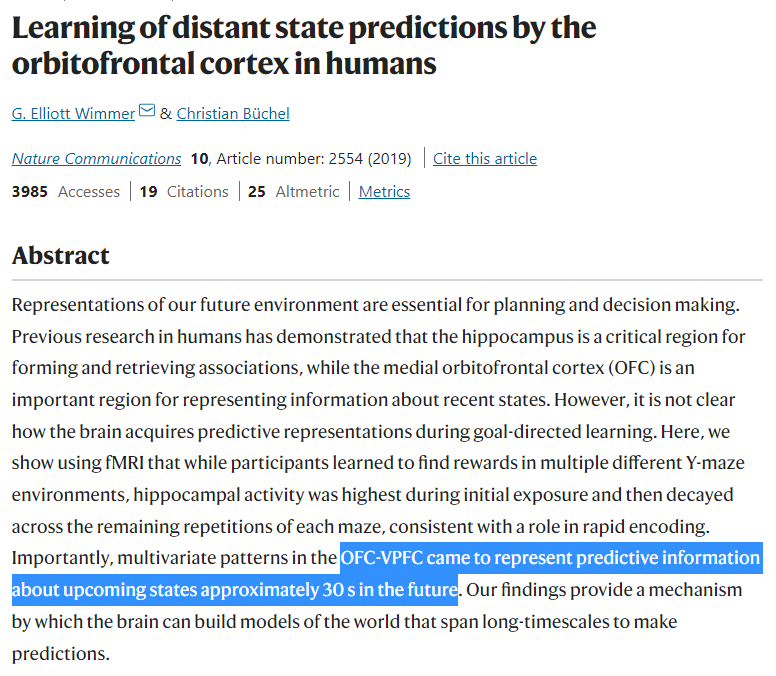 Learning of distant state predictions by the
orbitofrontal cortex in humans
G. Elliott Wimmer & Christian Büchel
Nature Communications 10, Article number: 2554 (2019) | Cite this article
3985 Accesses | 19 Citations | 25 Altmetric | Metrics
Abstract
Representations of our future environment are essential for planning and decision making.
Previous research in humans has demonstrated that the hippocampus is a critical region for
forming and retrieving associations, while the medial orbitofrontal cortex (OFC) is an
important region for representing information about recent states. However, it is not clear
how the brain acquires predictive representations during goal-directed learning. Here, we
show using fMRI that while participants learned to find rewards in multiple different Y-maze
environments, hippocampal activity was highest during initial exposure and then decayed
across the remaining repetitions of each maze, consistent with a role in rapid encoding.
Importantly, multivariate patterns in the OFC-VPFC came to represent predictive information
about upcoming states approximately 30 s in the future. Our findings provide a mechanism
by which the brain can build models of the world that span long-timescales to make
predictions.